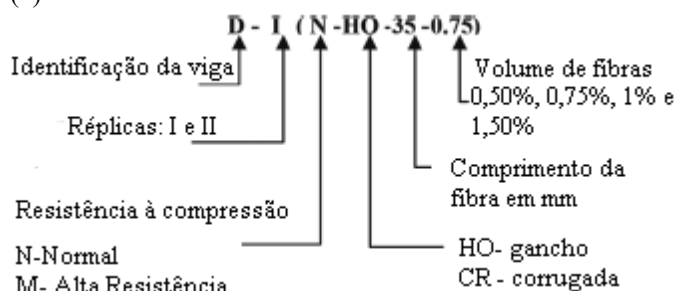 D - I (N -HO -35 -0.75)
Identificação da viga
Volume de fibras
0,50%, 0,75%, 1% e
1,50%
Réplicas: I e II
Comprimento da
fibra em mm
Resistência à compressão
N-Normal
M- Alta Resistência
HO- gancho
CR - corrugada